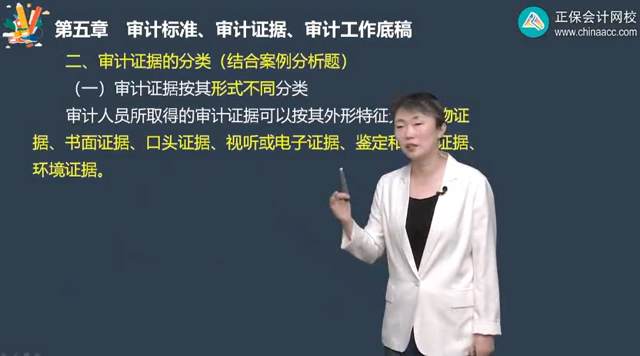 第五章 审计标准、审计证据、审计工作底稿
正保会计网校
www.chinaacc.com
二、审计证据的分类（结合案例分析题）
（一）审计证据按其形式不同分类
审计人员所取得的审计证据可以按其外形特征 物证
据、书面证据、口头证据、视听或电子证据、鉴定和 证据、
环境证据。